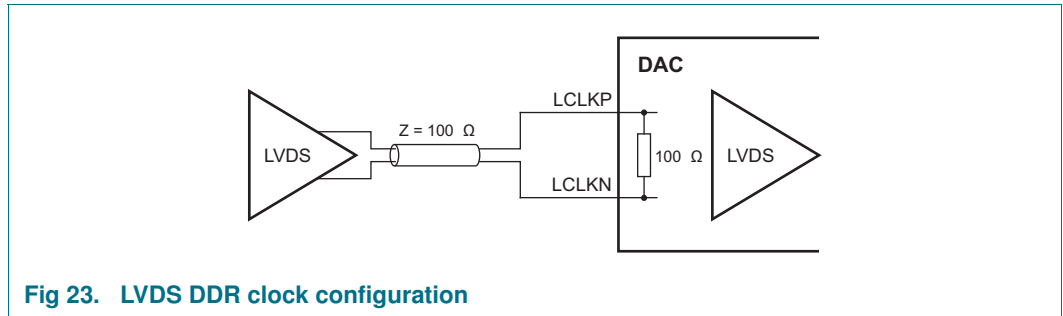 DAC
LCLKP
Z = 100 Ω
LVDS
100 Ω
LVDS
LCLKN
Fig 23. LVDS DDR clock configuration